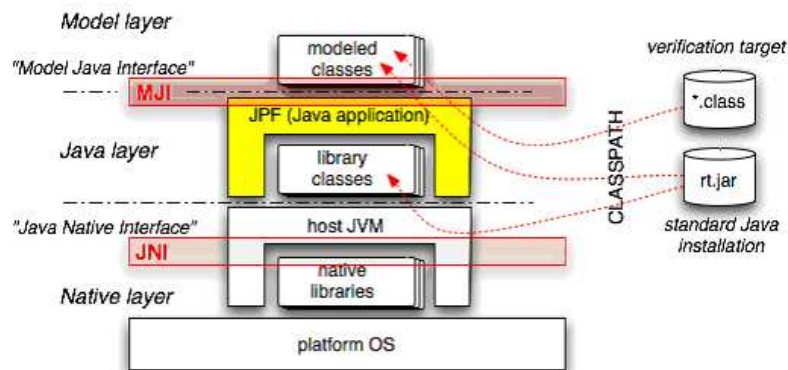 Model layer
modeled
classes
verification target
"Model Java Interface"
MJI
*.class
JPF (Java application)
Java layer
library
classes
CLASSPATH
rt.jar
"Java Native Interface"
host JVM
standard Java
installation
JNI
native
libraries
Native layer
platform OS